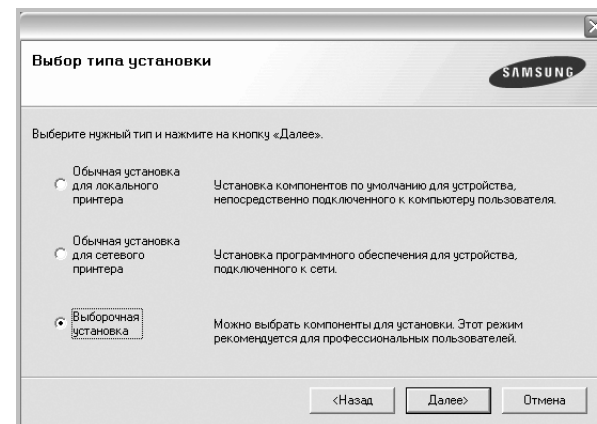 Выбор типа установки
SAMSUNG
Выберите нужный тип и нажмите на кнопку «Далее».
Обычная установка
для локального
принтера
Установка компонентов по умолчанию для устройства,
непосредственно подключенного к компьютеру пользователя.
Обычная установка
для сетевого
принтера
Установка программного обеспечения для устройства,
подключенного к сети.
Выборочная
установка
Можно выбрать компоненты для установки. Этот режим
рекомендуется для профессиональных пользователей.
<Назад
Далее>
Отмена